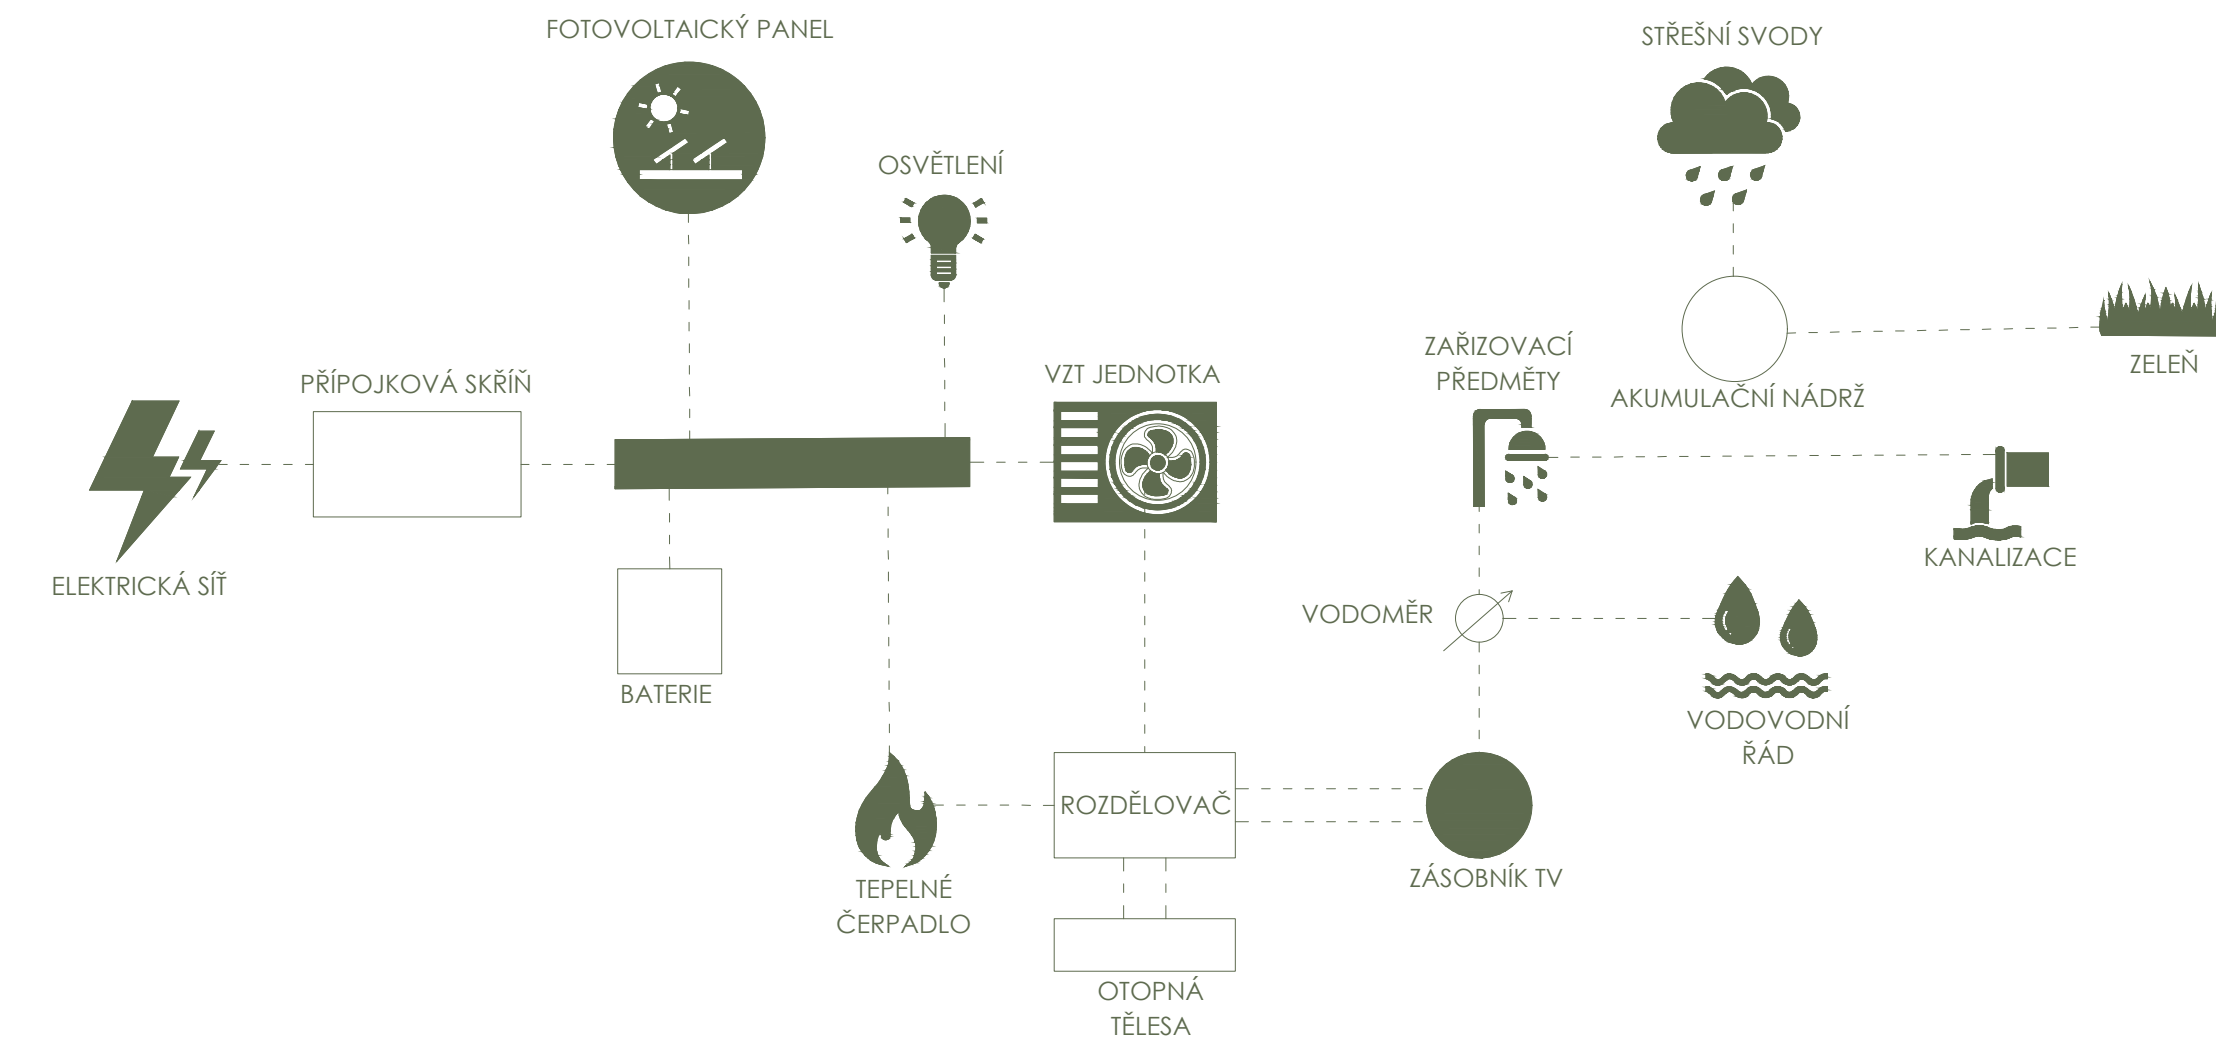 FOTOVOLTAICKÝ PANEL
STŘEŠNÍ SVODY
OSVĚTLENÍ
ZAŘIZOVACÍ
PŘEDMĚTY
ZELEŇ
VZT JEDNOTKA
PŘÍPOJKOVÁ SKŘÍŇ
AKUMULAČNÍ NÁDRŽ
KANALIZACE
ELEKTRICKÁ SÍŤ
VODOMĚR
BATERIE
VODOVODNÍ
ŘÁD
ROZDĚLOVAČ
ZÁSOBNÍK TV
TEPELNÉ
ČERPADLO
OTOPNÁ
TĚLESA